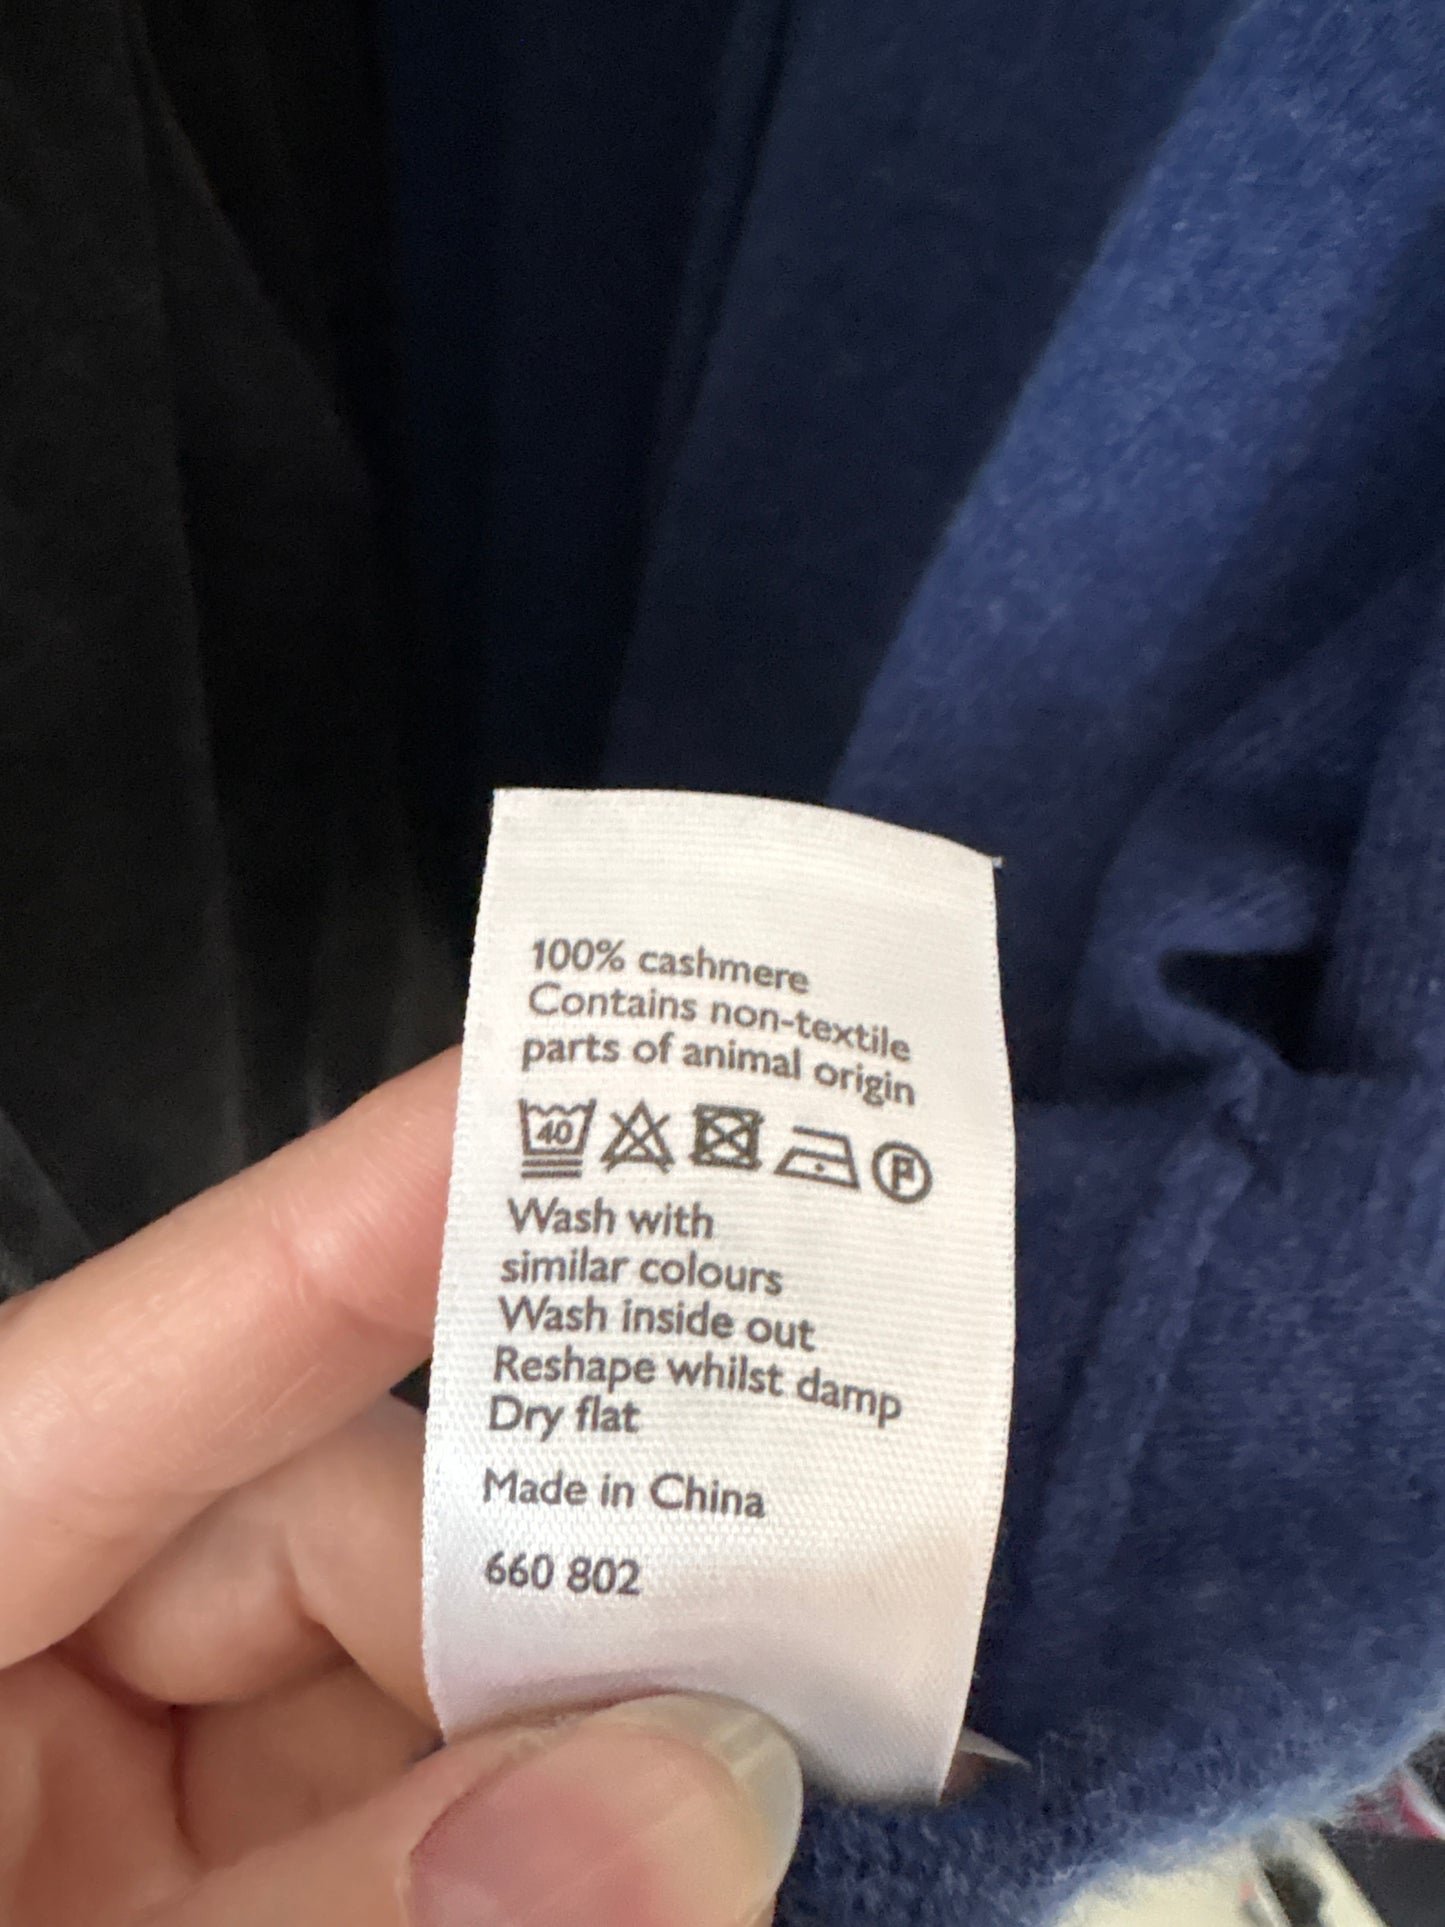 100% cashmere
Contains non-textile
parts of animal origin
40 P
Wash with
similar colours
Wash inside out
Reshape whilst damp
Dry flat
Made in China
660 802